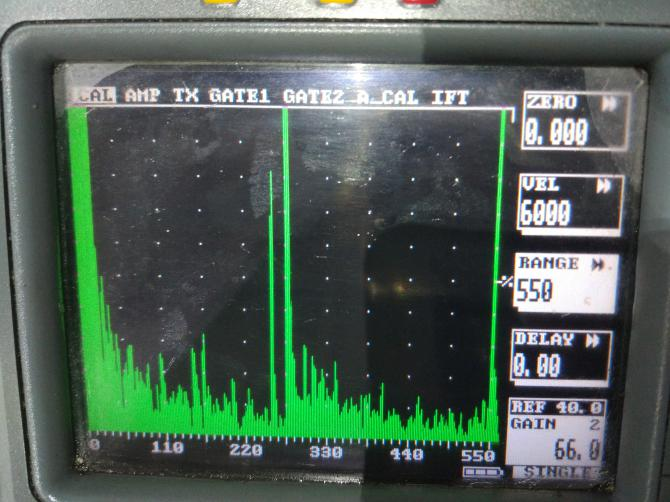 CAL AMP TX GATE1 GATE2 A_CAL IFT
ZERO
0.000
VEL
6000
RANGE
550
%
DELAY
0.00
REF 40.0
GAIN 2
66.0
0 110 220 330 440 550
SINGLE